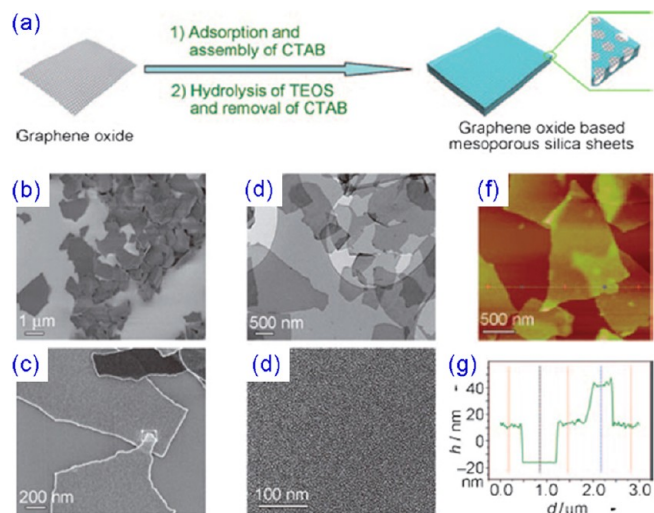 (a)
1) Adsorption and
assembly of CTAB
2) Hydrolysis of TEOS
and removal of CTAB
Graphene oxide
Graphene oxide based
mesoporous silica sheets
(b)
1 μm
(d)
500 nm
(f)
500 nm
(c)
200 nm
(d)
100 nm
(g)
h/nm
40
20
0
−20
nm
0.0 1.0 2.0 3.0
d/μm